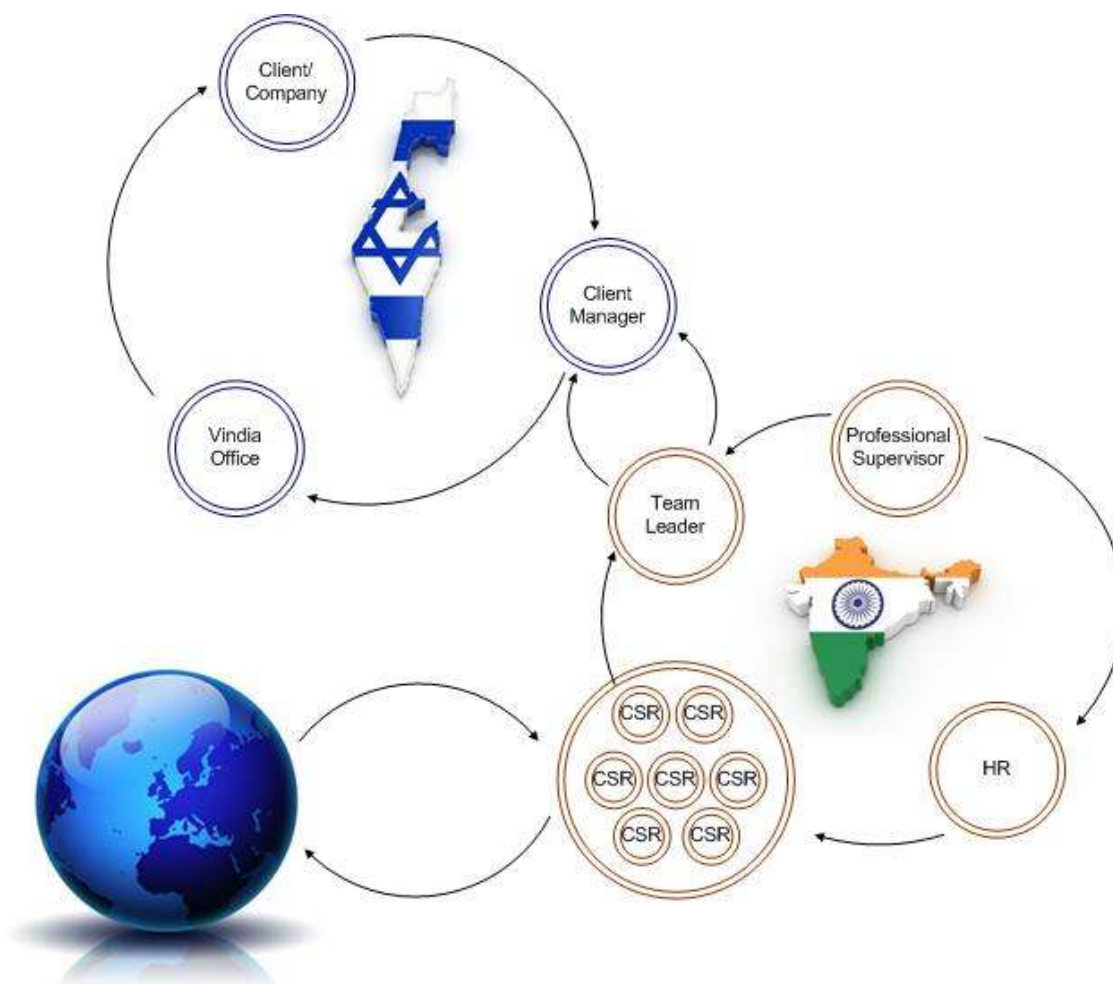 Client/
Company
Client
Manager
Vindia
Office
Professional
Supervisor
Team
Leader
CSR CSR
CSR CSR CSR
CSR CSR
HR